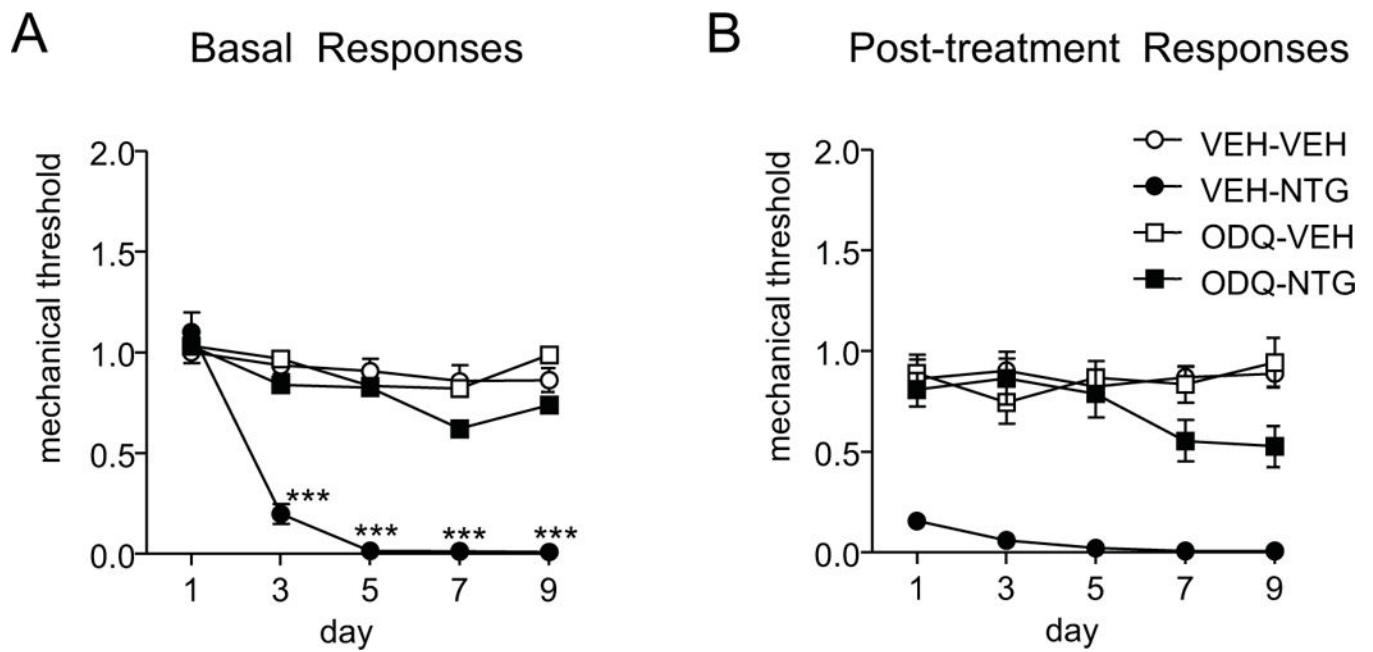 A
Basal Responses
mechanical threshold
2.0
1.5
1.0
0.5
0.0
***
***
***
***
1
3
5
7
9
day
B
Post-treatment Responses
mechanical threshold
2.0
1.5
1.0
0.5
0.0
VEH-VEH
VEH-NTG
ODQ-VEH
ODQ-NTG
1
3
5
7
9
day